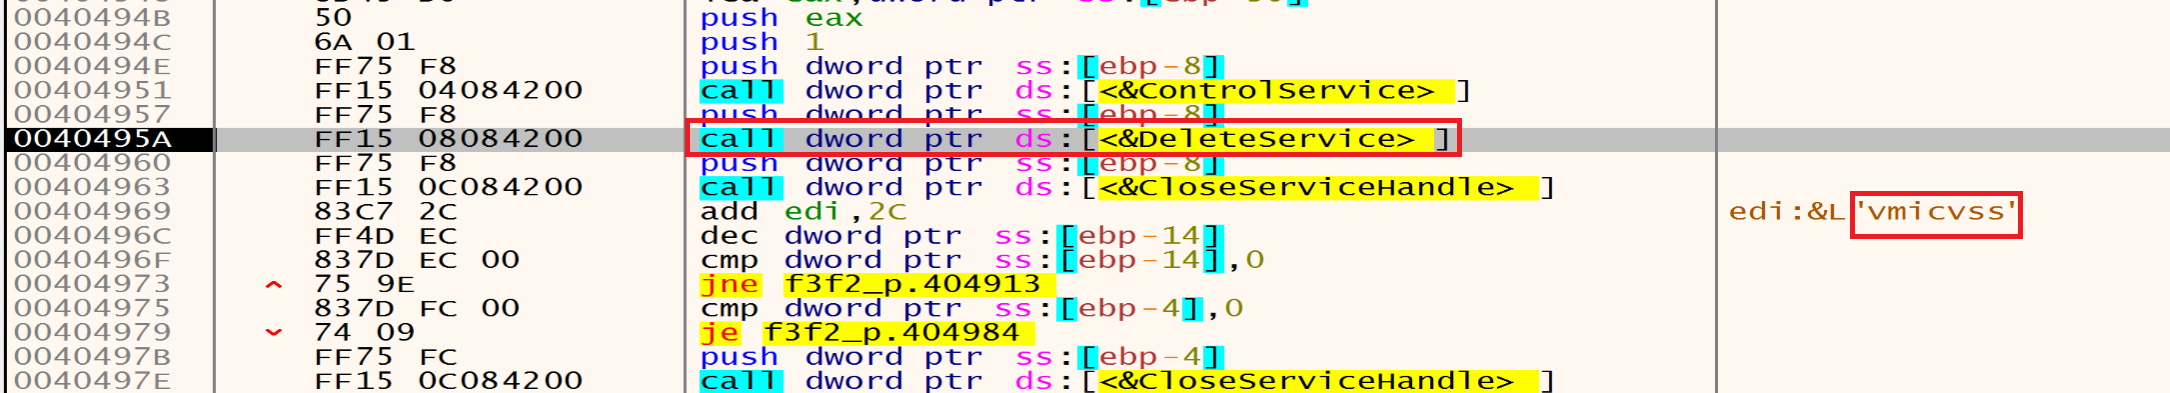 0040494B 50 push eax
0040494C 6A 01 push 1
0040494E FF75 F8 push dword ptr ss:[ebp-8]
00404951 FF15 04084200 call dword ptr ds:[<&ControlService>]
00404957 FF75 F8 push dword ptr ss:[ebp-8]
0040495A FF15 08084200 call dword ptr ds:[<&DeleteService>]
00404960 FF75 F8 push dword ptr ss:[ebp-8]
00404963 FF15 0C084200 call dword ptr ds:[<&CloseServiceHandle>]
00404969 83C7 2C add edi,2C edi:&L'vmicvss'
0040496C FF4D EC dec dword ptr ss:[ebp-14]
0040496F 837D EC 00 cmp dword ptr ss:[ebp-14],0
00404973 75 9E jne f3f2_p.404913
00404975 837D FC 00 cmp dword ptr ss:[ebp-4],0
00404979 74 09 je f3f2_p.404984
0040497B FF75 FC push dword ptr ss:[ebp-4]
0040497E FF15 0C084200 call dword ptr ds:[<&CloseServiceHandle>]